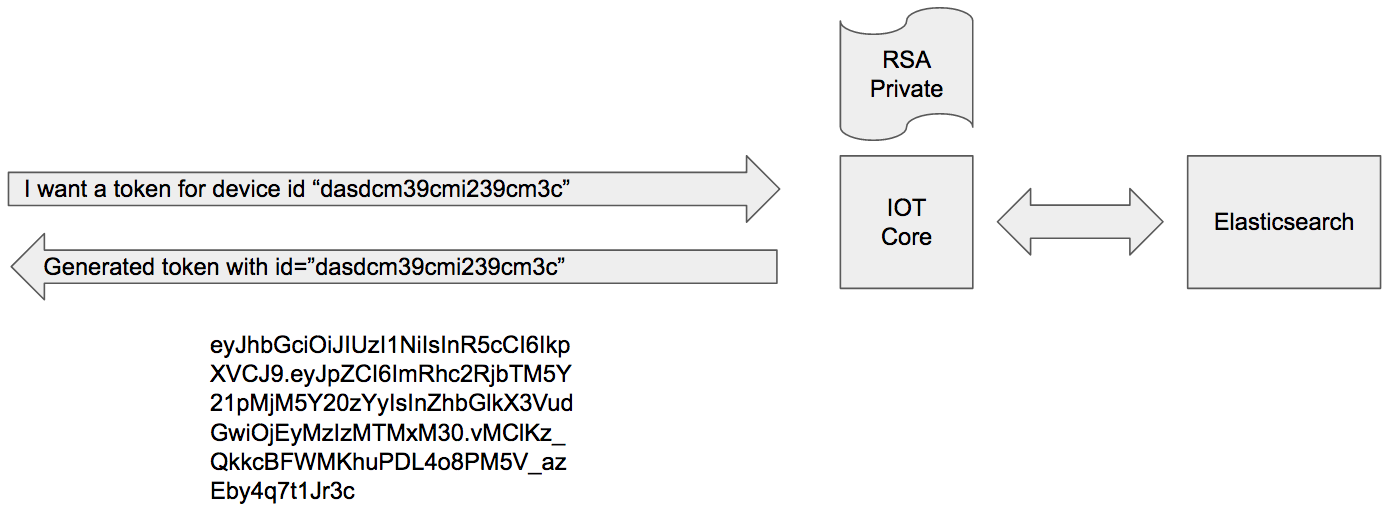 RSA
Private
I want a token for device id “dasdcm39cmi239cm3c”
IOT
Core
Elasticsearch
Generated token with id=”dasdcm39cmi239cm3c”
eyJhbGciOiJIUzI1NiIsInR5cCI6Ikp
XVCJ9.eyJpZCI6ImRhc2RjbTM5Y
21pMjM5Y20zYyIsInZhbGlkX3Vud
GwiOjEyMzIzMTMxM30.vMClKz_
QkkcBFWMKhuPDL4o8PM5V_az
Eby4q7t1Jr3c